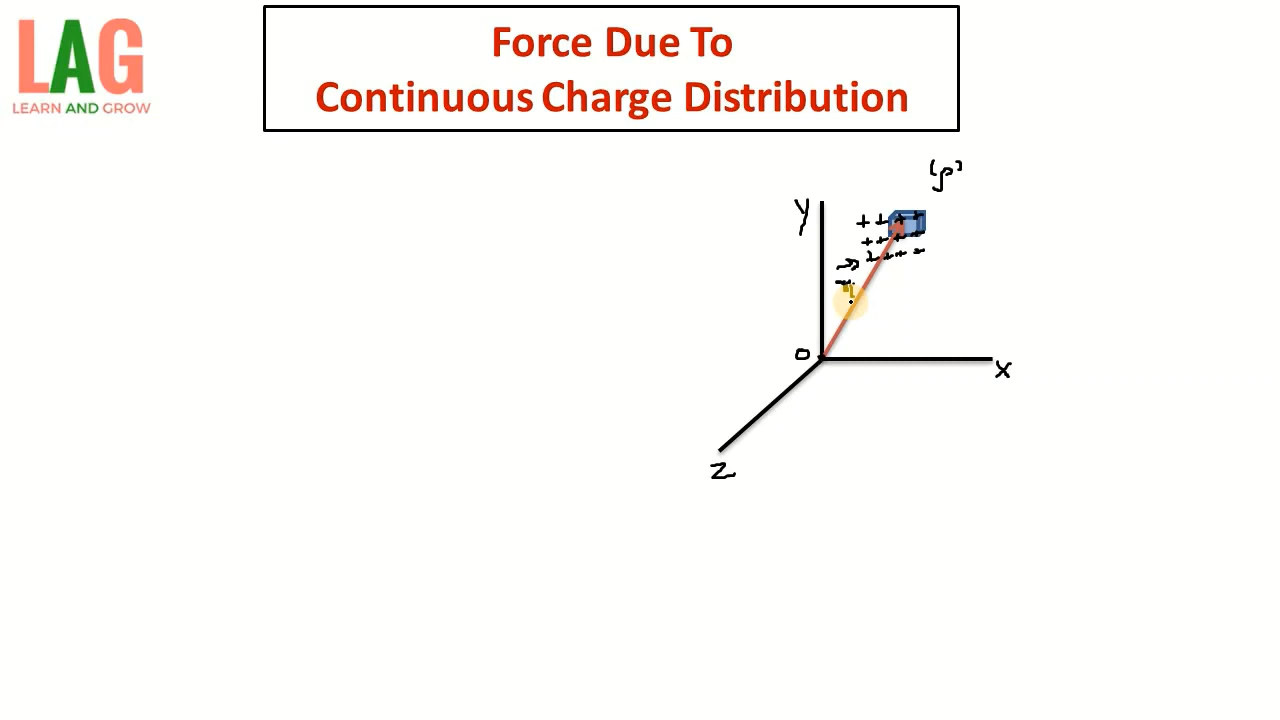 LAG
LEARN AND GROW
Force Due To
Continuous Charge Distribution
Y
+ + + +
+ + + +
O
X
Z